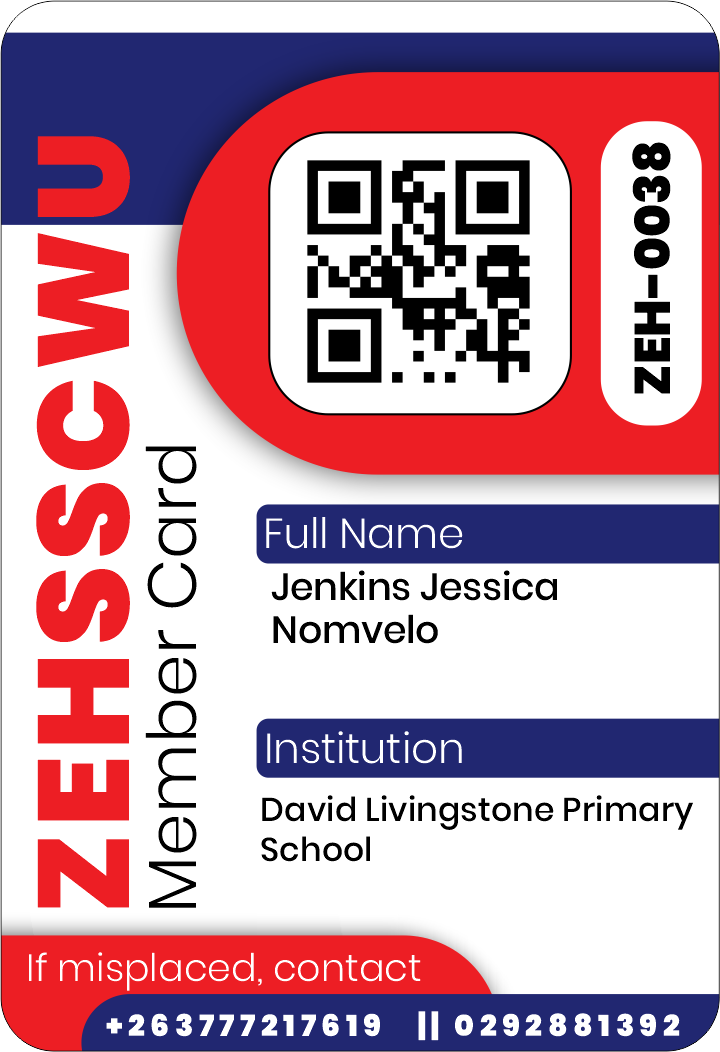 ZEHSSCWU
Member Card
ZEH-0038
Full Name
Jenkins Jessica
Nomvelo
Institution
David Livingstone Primary
School
If misplaced, contact
+263777217619 || 0292881392